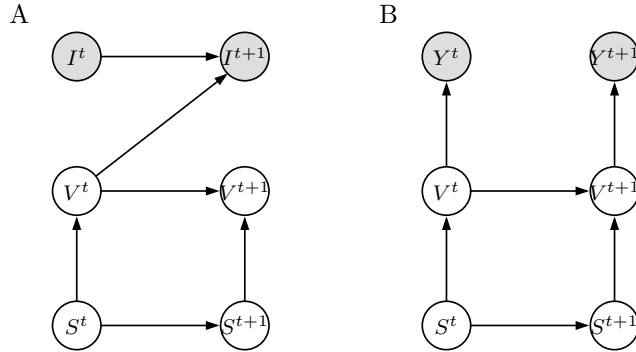 A B
I^t I^{t+1} Y^t Y^{t+1}
V^t V^{t+1} V^t V^{t+1}
S^t S^{t+1} S^t S^{t+1}